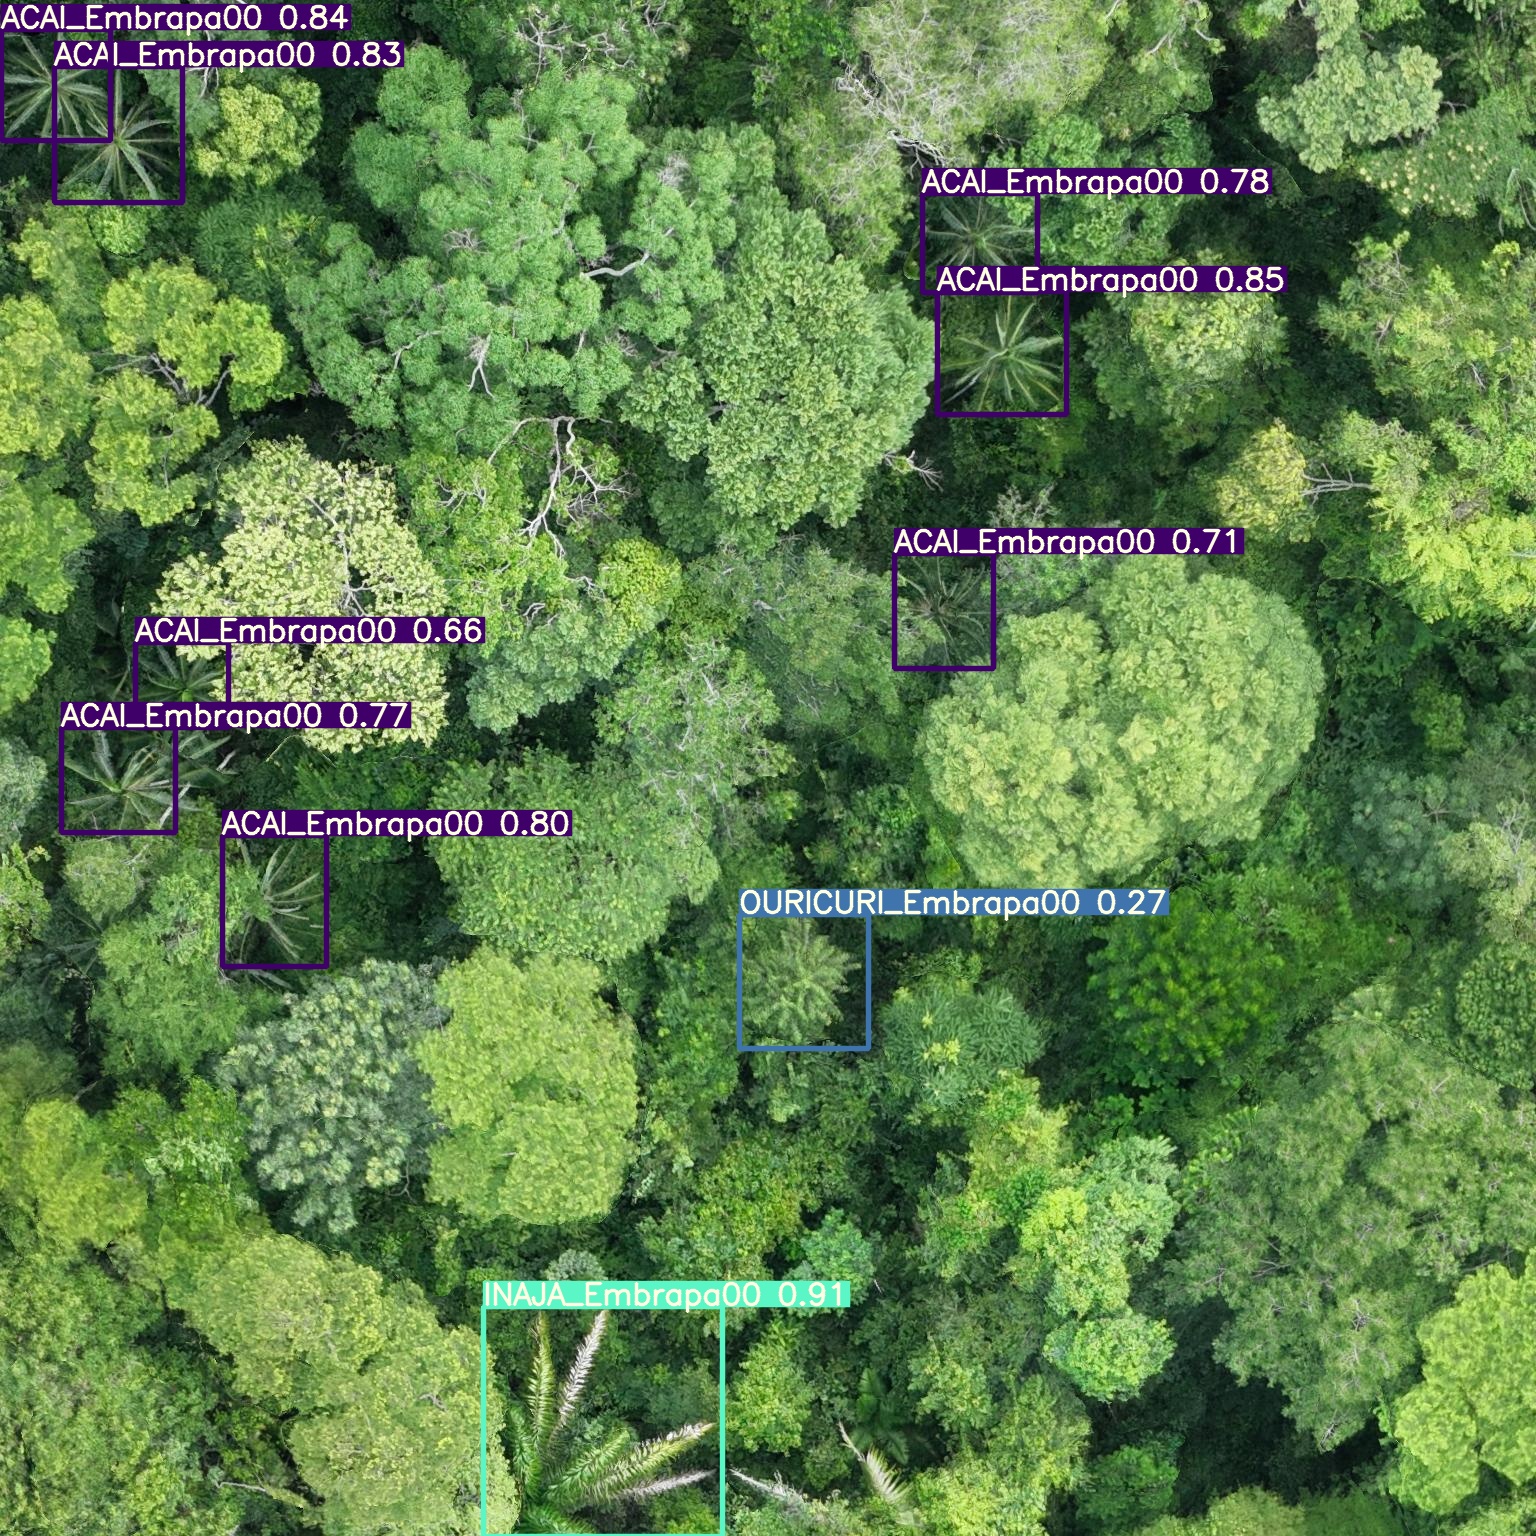 ACAI_Embrapa00 0.84
ACAI_Embrapa00 0.83
ACAI_Embrapa00 0.78
ACAI_Embrapa00 0.85
ACAI_Embrapa00 0.71
ACAI_Embrapa00 0.66
ACAI_Embrapa00 0.77
ACAI_Embrapa00 0.80
OURICURI_Embrapa00 0.27
INAJA_Embrapa00 0.91